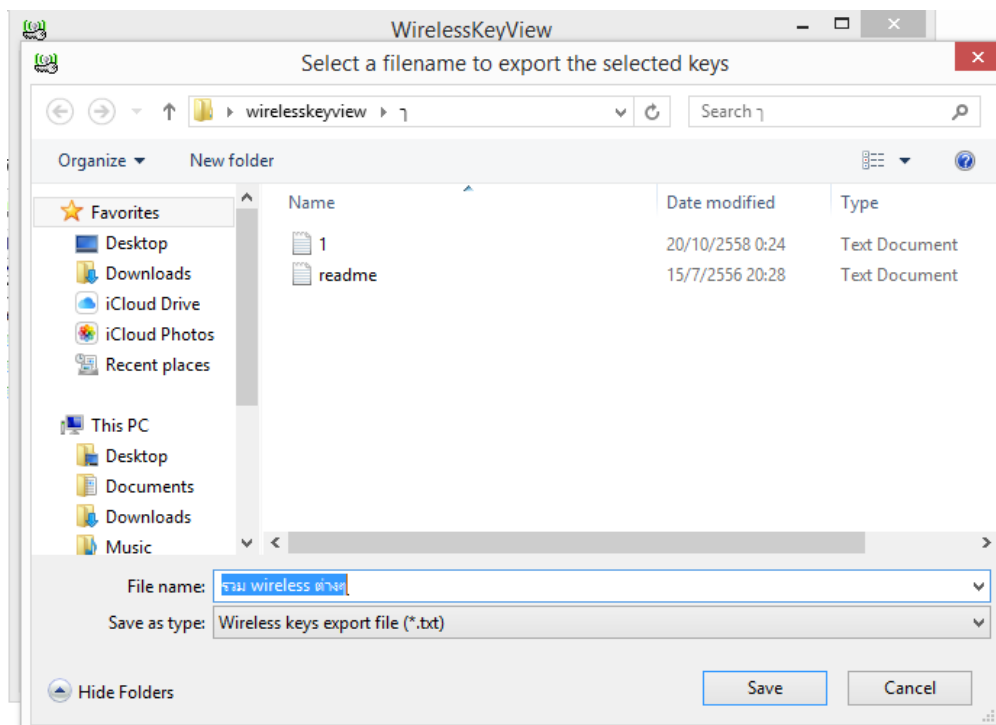 WirelessKeyView
Select a filename to export the selected keys
wirelesskeyview ๅ
Search ๅ
Organize New folder
Name Date modified Type
1 20/10/2558 0:24 Text Document
readme 15/7/2556 20:28 Text Document
Favorites
Desktop
Downloads
iCloud Drive
iCloud Photos
Recent places
This PC
Desktop
Documents
Downloads
Music
File name: รวม wireless ต่างๆ
Save as type: Wireless keys export file (*.txt)
Hide Folders
Save Cancel